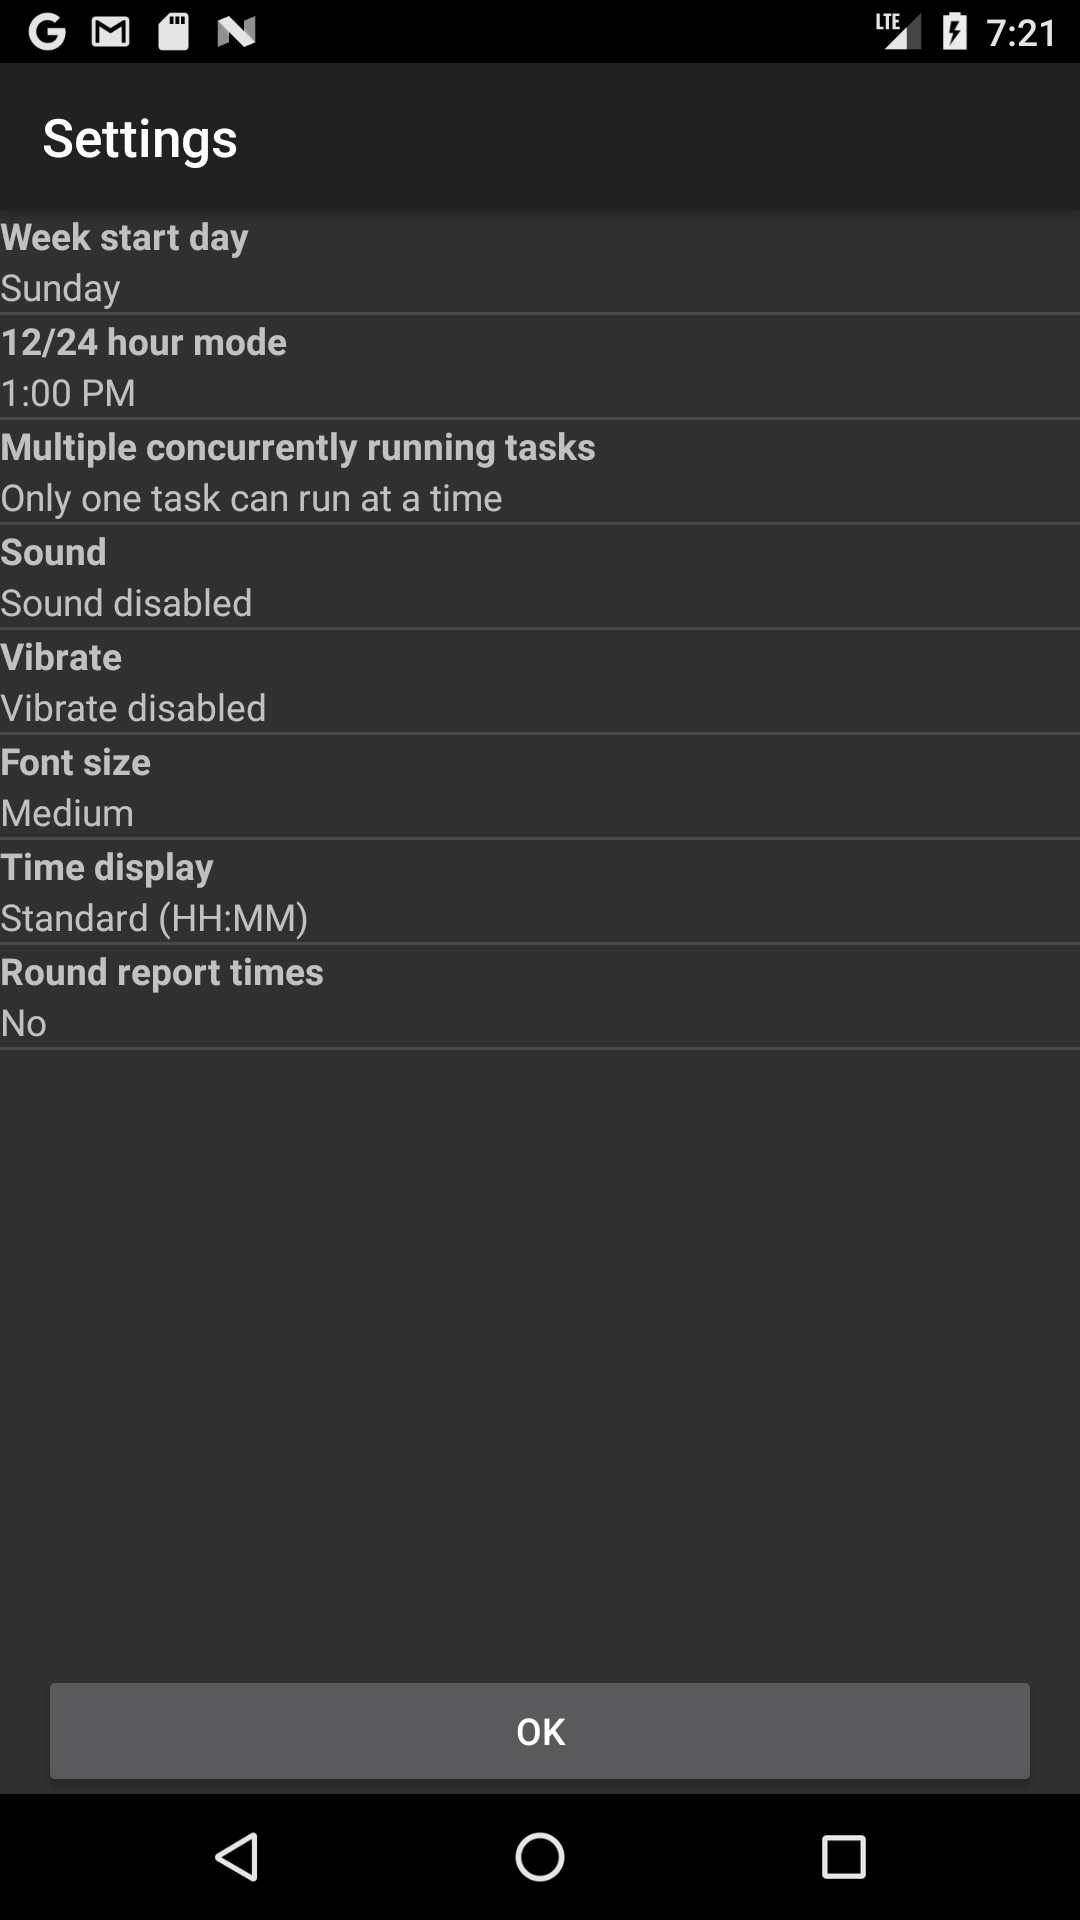 LTE 7:21
Settings
Week start day
Sunday
12/24 hour mode
1:00 PM
Multiple concurrently running tasks
Only one task can run at a time
Sound
Sound disabled
Vibrate
Vibrate disabled
Font size
Medium
Time display
Standard (HH:MM)
Round report times
No
OK